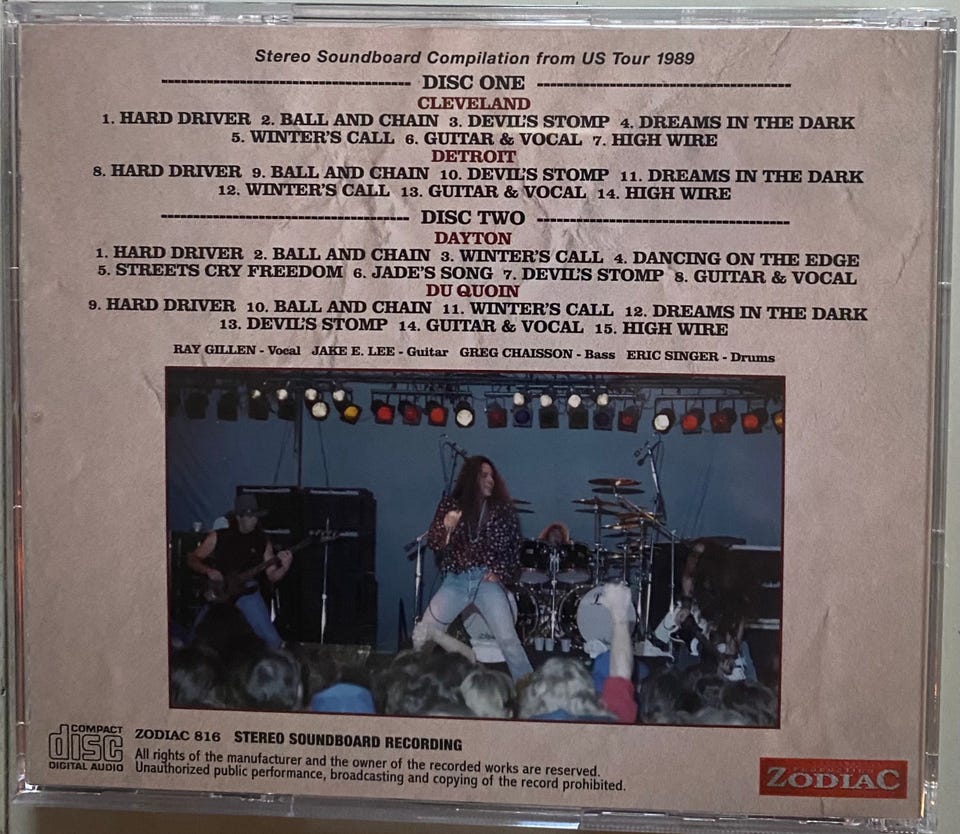 Stereo Soundboard Compilation from US Tour 1989
DISC ONE
CLEVELAND
1. HARD DRIVER 2. BALL AND CHAIN 3. DEVIL'S STOMP 4. DREAMS IN THE DARK
5. WINTER'S CALL 6. GUITAR & VOCAL 7. HIGH WIRE
DETROIT
8. HARD DRIVER 9. BALL AND CHAIN 10. DEVIL'S STOMP 11. DREAMS IN THE DARK
12. WINTER'S CALL 13. GUITAR & VOCAL 14. HIGH WIRE
DISC TWO
DAYTON
1. HARD DRIVER 2. BALL AND CHAIN 3. WINTER'S CALL 4. DANCING ON THE EDGE
5. STREETS CRY FREEDOM 6. JADE'S SONG 7. DEVIL'S STOMP 8. GUITAR & VOCAL
DU QUOIN
9. HARD DRIVER 10. BALL AND CHAIN 11. WINTER'S CALL 12. DREAMS IN THE DARK
13. DEVIL'S STOMP 14. GUITAR & VOCAL 15. HIGH WIRE
RAY GILLEN - Vocal JAKE E. LEE - Guitar GREG CHAISSON - Bass ERIC SINGER - Drums
COMPACT
disc
DIGITAL AUDIO
ZODIAC 816 STEREO SOUNDBOARD RECORDING
All rights of the manufacturer and the owner of the recorded works are reserved.
Unauthorized public performance, broadcasting and copying of the record prohibited.
ZODIAC